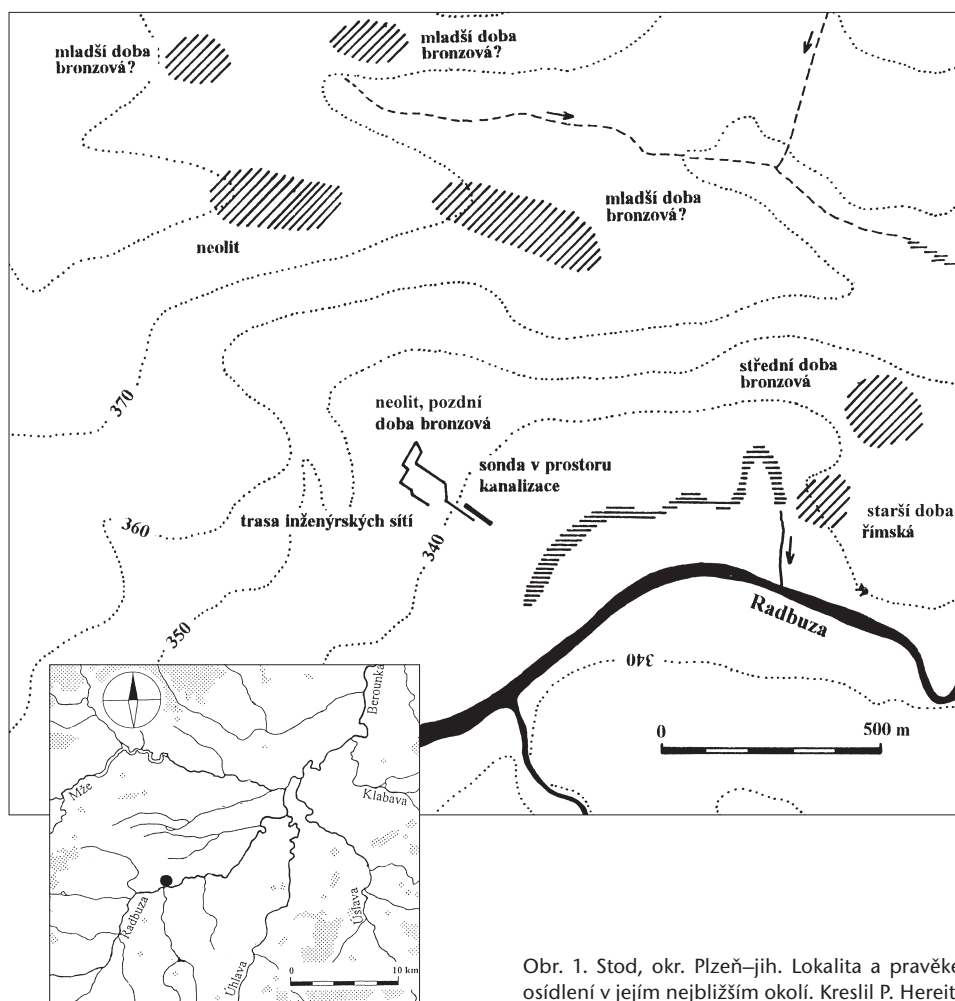 mladší doba
bronzová?
mladší doba
bronzová?
neolit
mladší doba
bronzová?
370
střední doba
bronzová
neolit, pozdní
doba bronzová
sonda v prostoru
kanalizace
starší doba
římská
trasa inženýrských sítí
360
340
350
Radbuza
340
0 500 m
Berounka
Mže
Klabava
Radbuza
Úhlava
Úslava
0 10 km
Obr. 1. Stod, okr. Plzeň–jih. Lokalita a pravěké
osídlení v jejím nejbližším okolí. Kreslil P. Hereit.